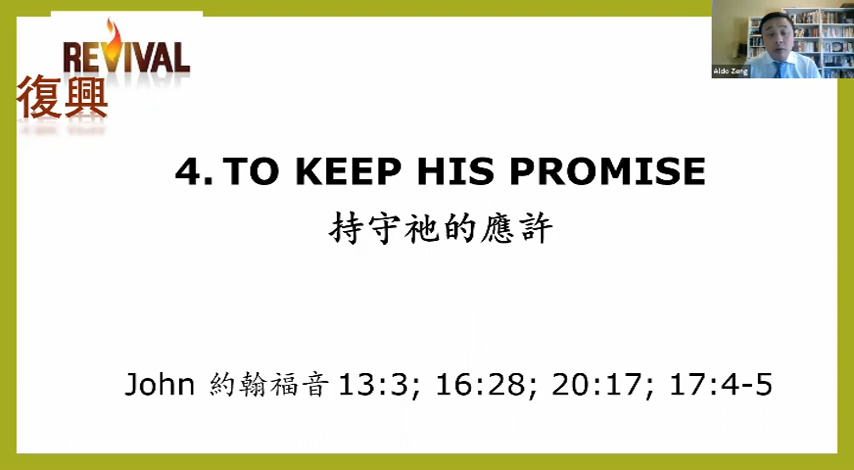 REVIVAL
復興
Aldo Zeng
4. TO KEEP HIS PROMISE
持守祂的應許
John 約翰福音 13:3; 16:28; 20:17; 17:4-5